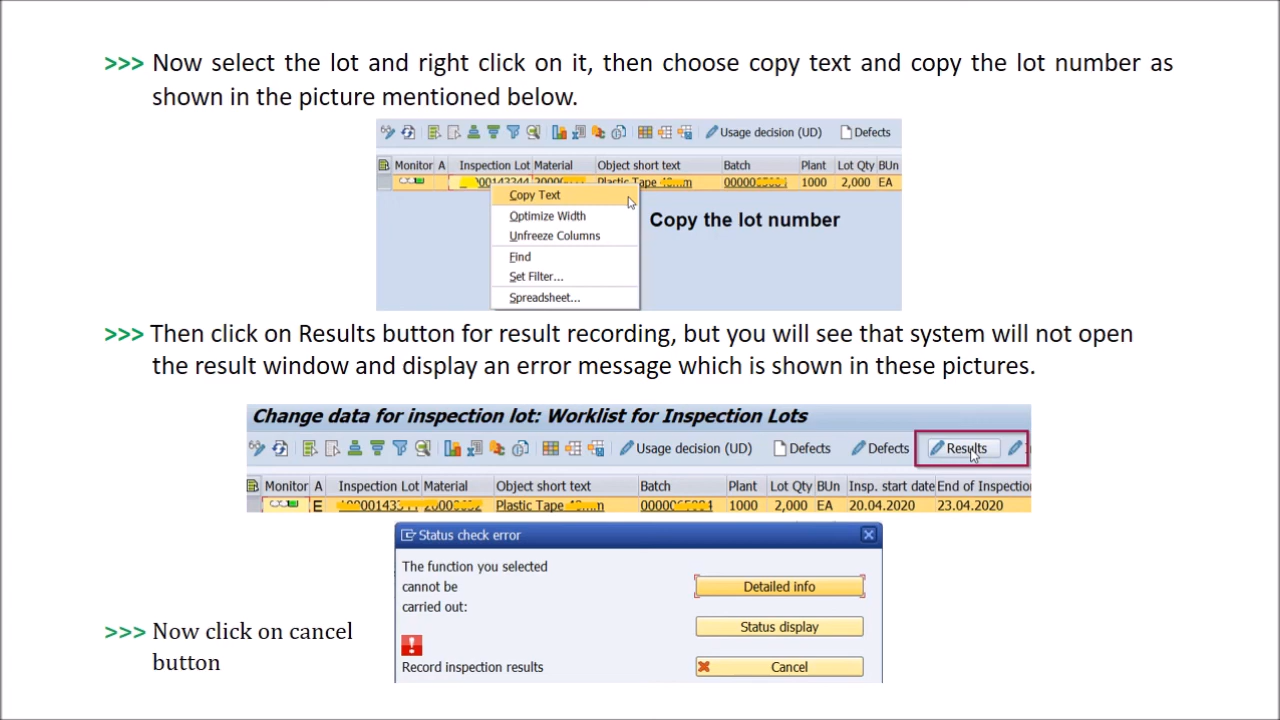 >>> Now select the lot and right click on it, then choose copy text and copy the lot number as
shown in the picture mentioned below.
Usage decision (UD) Defects
Monitor A Inspection Lot Material Object short text Batch Plant Lot Qty BUn
Plastic Tape 1000 2,000 EA
Copy Text
Optimize Width
Copy the lot number
Unfreeze Columns
Find
Set Filter...
Spreadsheet...
>>> Then click on Results button for result recording, but you will see that system will not open
the result window and display an error message which is shown in these pictures.
Change data for inspection lot: Worklist for Inspection Lots
Usage decision (UD) Defects Defects Results
Monitor A Inspection Lot Material Object short text Batch Plant Lot Qty BUn Insp. start date End of Inspection
E Plastic Tape 1000 2,000 EA 20.04.2020 23.04.2020
Status check error
The function you selected
cannot be
carried out:
Detailed info
Status display
Record inspection results
Cancel
>>> Now click on cancel
button